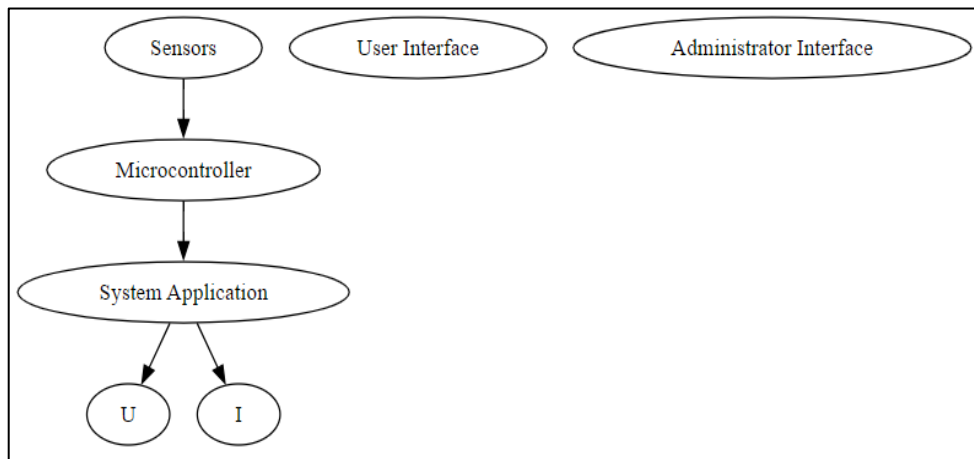 Sensors
User Interface
Administrator Interface
Microcontroller
System Application
U
I